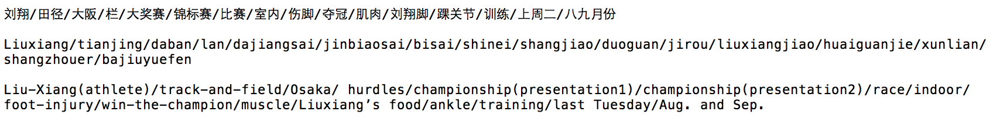 刘翔/田径/大阪/栏/大奖赛/锦标赛/比赛/室内/伤脚/夺冠/肌肉/刘翔脚/踝关节/训练/上周二/八九月份
Liuxiang/tianjing/daban/lan/dajiangsai/jinbiaosai/bisai/shinei/shangjiao/duoguan/jirou/liuxiangjiao/huaiguanjie/xunlian/
shangzhouer/bajiuyuefen
Liu-Xiang(athlete)/track-and-field/Osaka/ hurdles/championship(presentation1)/championship(presentation2)/race/indoor/
foot-injury/win-the-champion/muscle/Liuxiang’s food/ankle/training/last Tuesday/Aug. and Sep.